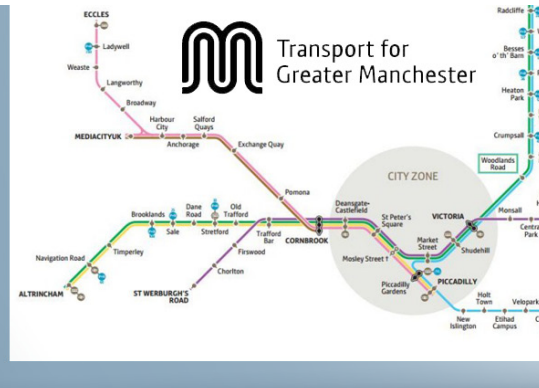 Radcliffe
ECCLES
Transport for
Greater Manchester
Ladywell
Besses
o' th' Barn
Weaste
Langworthy
Heaton
Park
Broadway
Harbour
City
Salford
Quays
MEDIACITYUK
Anchorage
Exchange Quay
Crumpsall
Woodlands
Road
CITY ZONE
Pomona
Deansgate-
Castlefield
Brooklands
Dane
Road
Old
Trafford
Sale
Stretford
Trafford
Bar
CORNBROOK
St Peter's
Square
VICTORIA
Monsall
Central
Park
Market
Street
Shudehill
Mosley Street †
Timperley
Firswood
Navigation Road
Chorlton
ALTRINCHAM
ST WERBURGH'S
ROAD
Piccadilly
Gardens
PICCADILLY
Holt
Town
Velopark
New
Islington
Etihad
Campus